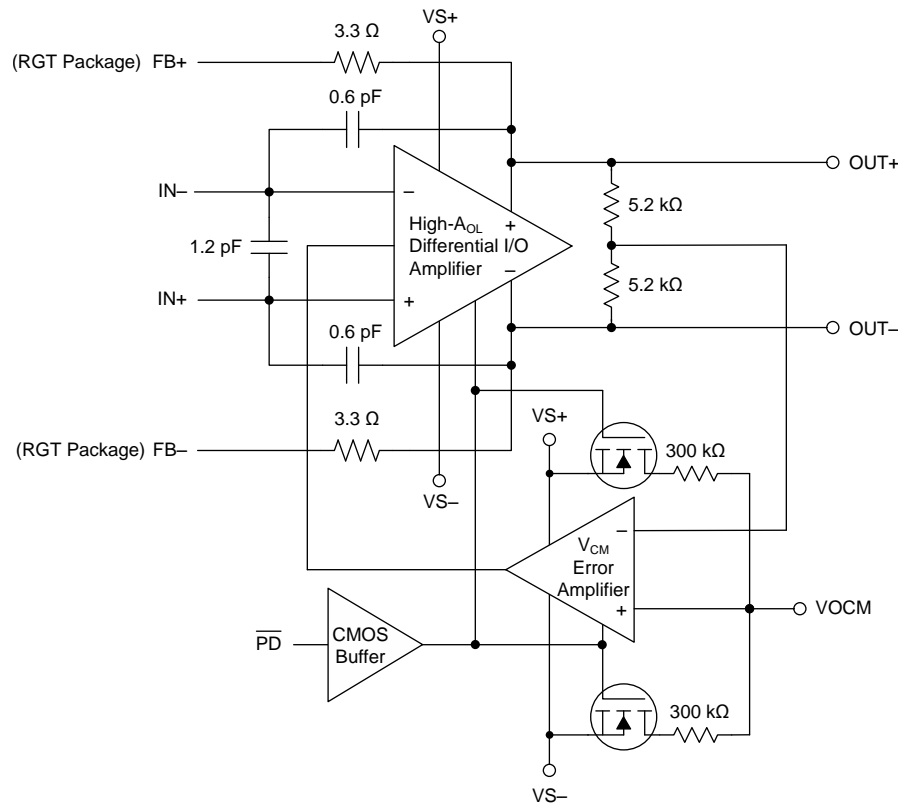 VS+
3.3 Ω
(RGT Package) FB+
0.6 pF
OUT+
IN–
–
5.2 kΩ
High-AOL
Differential I/O
Amplifier
+
–
1.2 pF
5.2 kΩ
IN+
+
OUT–
0.6 pF
3.3 Ω
VS+
(RGT Package) FB–
300 kΩ
VS–
–
VCM
Error
Amplifier
+
VOCM
PD
CMOS
Buffer
300 kΩ
VS–